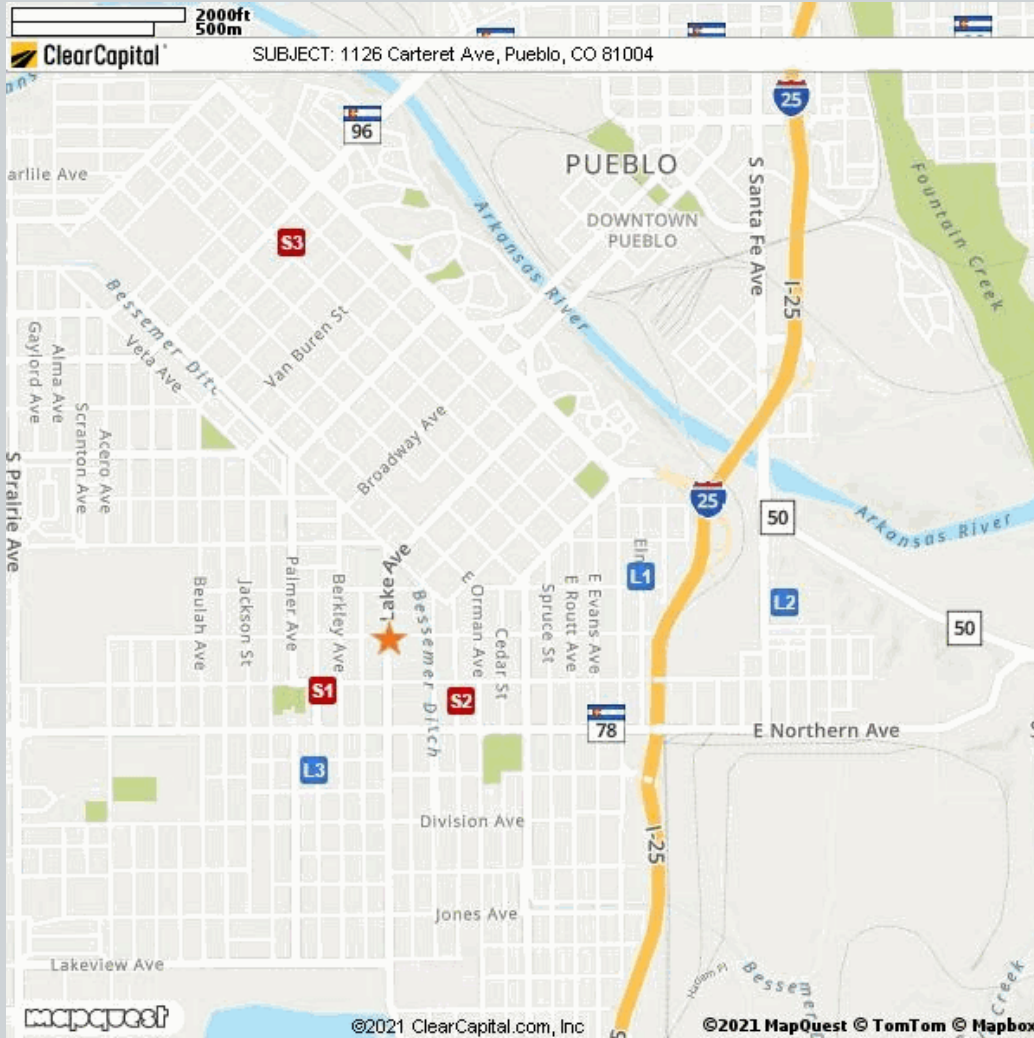 2000ft
500m
ClearCapital
SUBJECT: 1126 Carteret Ave, Pueblo, CO 81004
25
96
PUEBLO
arlile Ave
S Santa Fe Ave
Fountain Creek
Arkansas River
DOWNTOWN
PUEBLO
S3
I-25
Bessemer Ditc
Van Buren St
Gaylord Ave
Alma Ave
Veta Ave
Scranton Ave
Acero Ave
Broadway Ave
S Prairie Ave
25
50
Arkansas River
Lake Ave
Elm
L1
L2
Beulah Ave
Jackson St
Palmer Ave
Berkley Ave
Bessemer Ditch
E Orman Ave
Cedar St
Spruce St
E Routt Ave
E Evans Ave
50
S1
S2
78
E Northern Ave
L3
Division Ave
I-25
Jones Ave
Lakeview Ave
Bessemer
Creek
mapquest
©2021 ClearCapital.com, Inc
©2021 MapQuest © TomTom © Mapbox